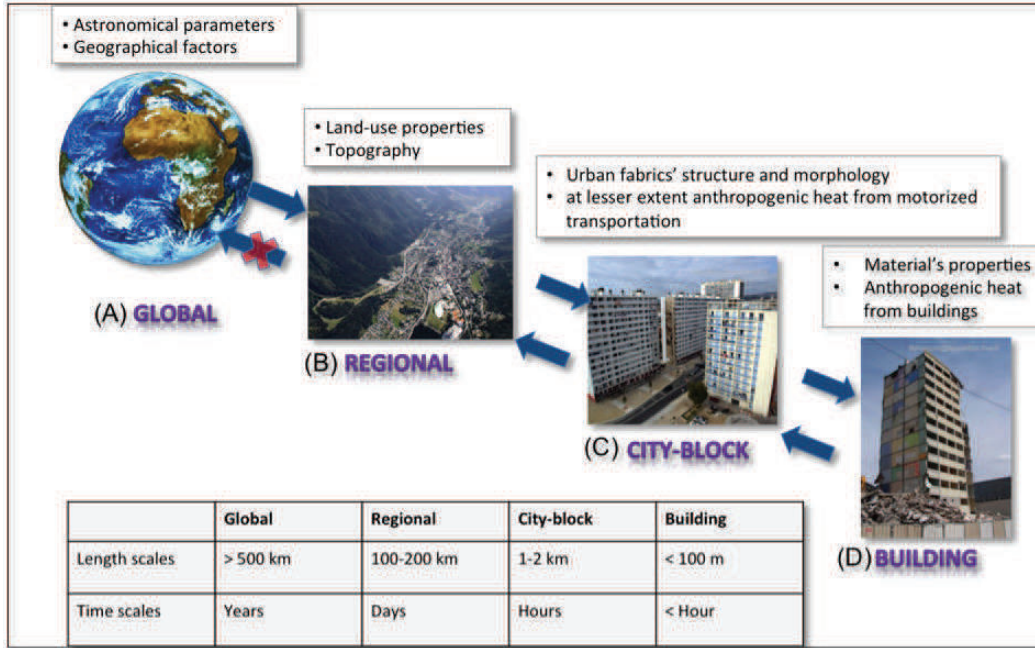 • Astronomical parameters
• Geographical factors
• Land-use properties
• Topography
• Urban fabrics' structure and morphology
• at lesser extent anthropogenic heat from motorized
transportation
• Material's properties
• Anthropogenic heat
from buildings
(A) GLOBAL
(B) REGIONAL
(C) CITY-BLOCK
(D) BUILDING
Global Regional City-block Building
Length scales > 500 km 100-200 km 1-2 km < 100 m
Time scales Years Days Hours < Hour